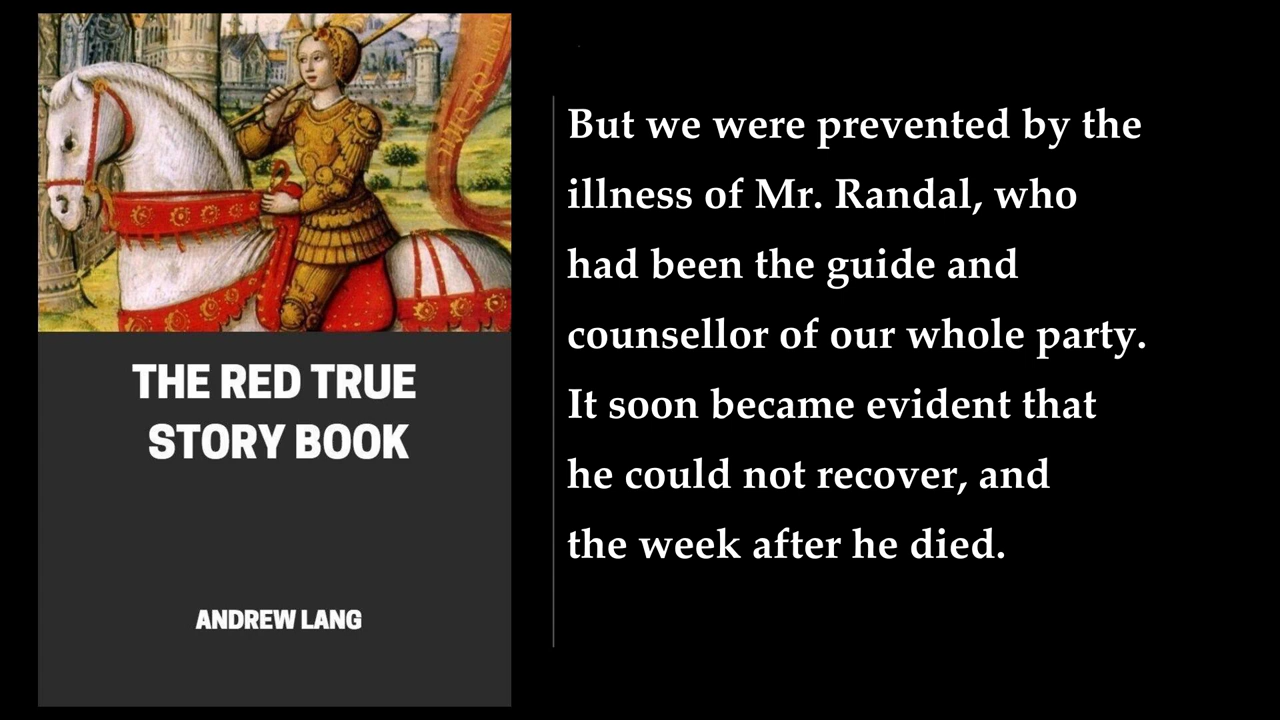 THE RED TRUE
STORY BOOK
ANDREW LANG
But we were prevented by the
illness of Mr. Randal, who
had been the guide and
counsellor of our whole party.
It soon became evident that
he could not recover, and
the week after he died.